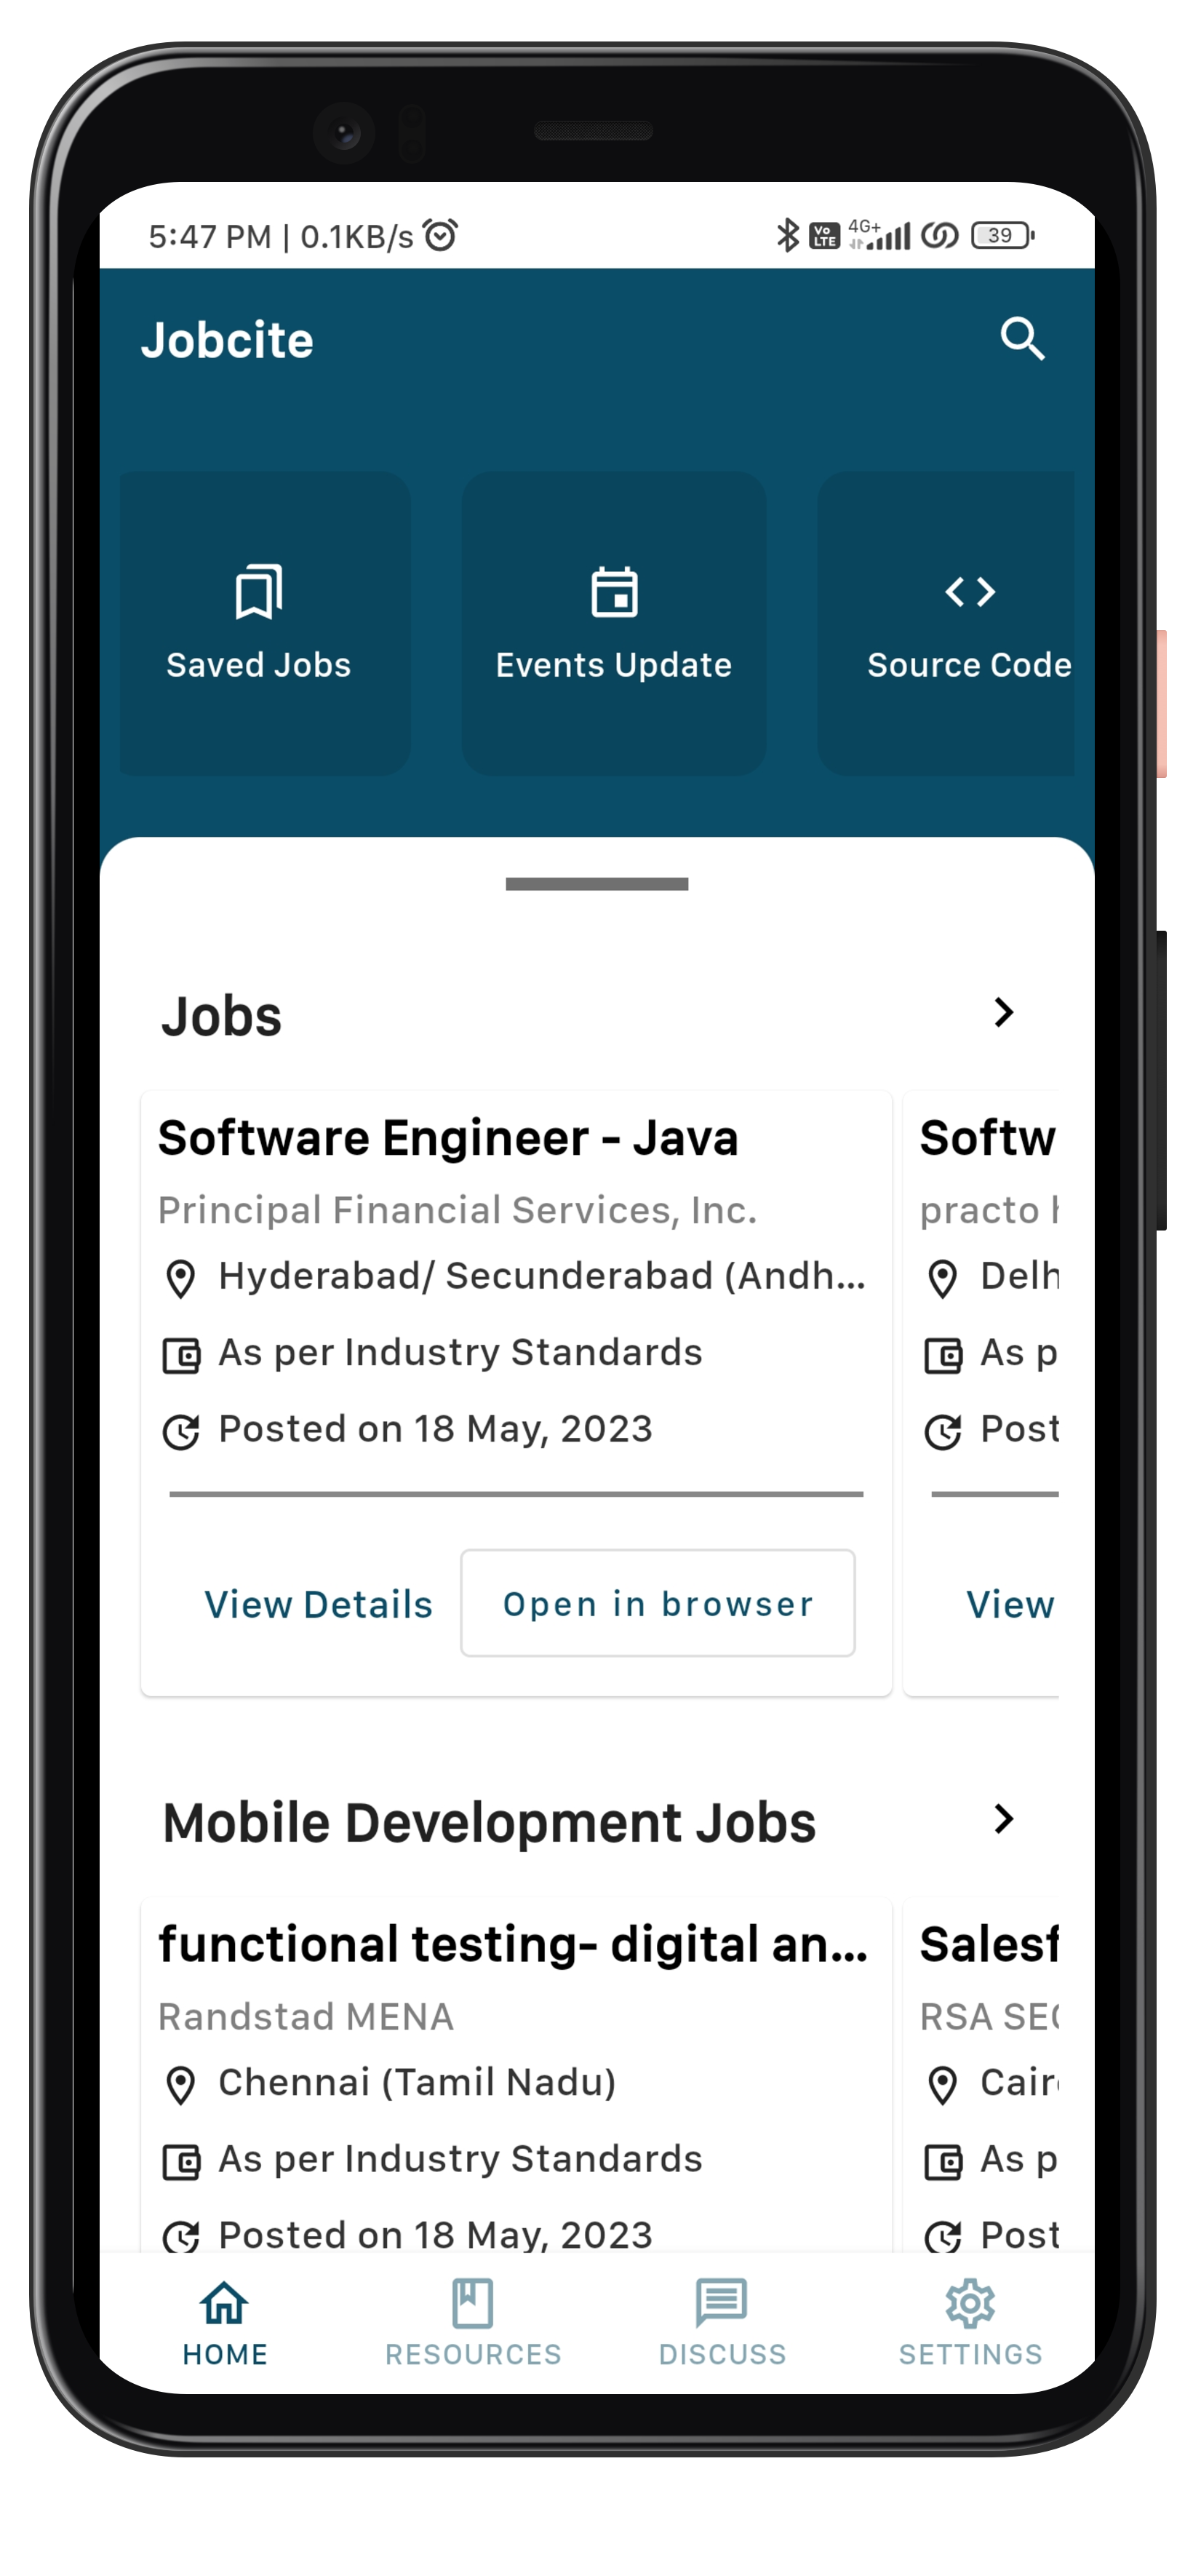 5:47 PM | 0.1KB/s
Vo LTE 4G+ 39
Jobcite
Saved Jobs Events Update Source Code
Jobs
Software Engineer - Java Softw
Principal Financial Services, Inc. practo
Hyderabad/ Secunderabad (Andh... Delh
As per Industry Standards As p
Posted on 18 May, 2023 Post
View Details Open in browser View
Mobile Development Jobs
functional testing- digital an... Salesf
Randstad MENA RSA SEC
Chennai (Tamil Nadu) Cair
As per Industry Standards As p
Posted on 18 May, 2023 Post
HOME RESOURCES DISCUSS SETTINGS